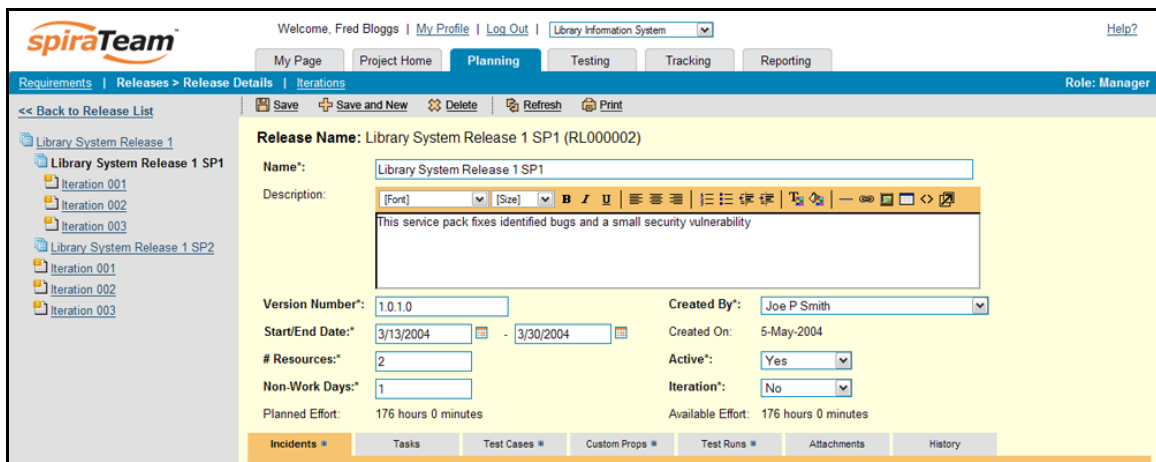 spiraTeam
Welcome, Fred Bloggs | My Profile | Log Out | Library Information System
Help?
My Page Project Home Planning Testing Tracking Reporting
Requirements | Releases > Release Details | Iterations
Role: Manager
<< Back to Release List
Library System Release 1
Library System Release 1 SP1
Iteration 001
Iteration 002
Iteration 003
Library System Release 1 SP2
Iteration 001
Iteration 002
Iteration 003
Save Save and New Delete Refresh Print
Release Name: Library System Release 1 SP1 (RL000002)
Name*: Library System Release 1 SP1
Description: [Font] [Size] B I U
This service pack fixes identified bugs and a small security vulnerability
Version Number*: 1.0.1.0 Created By*: Joe P Smith
Start/End Date:* 3/13/2004 - 3/30/2004 Created On: 5-May-2004
# Resources:* 2 Active*: Yes
Non-Work Days:* 1 Iteration*: No
Planned Effort: 176 hours 0 minutes Available Effort: 176 hours 0 minutes
Incidents * Tasks Test Cases * Custom Props * Test Runs * Attachments History